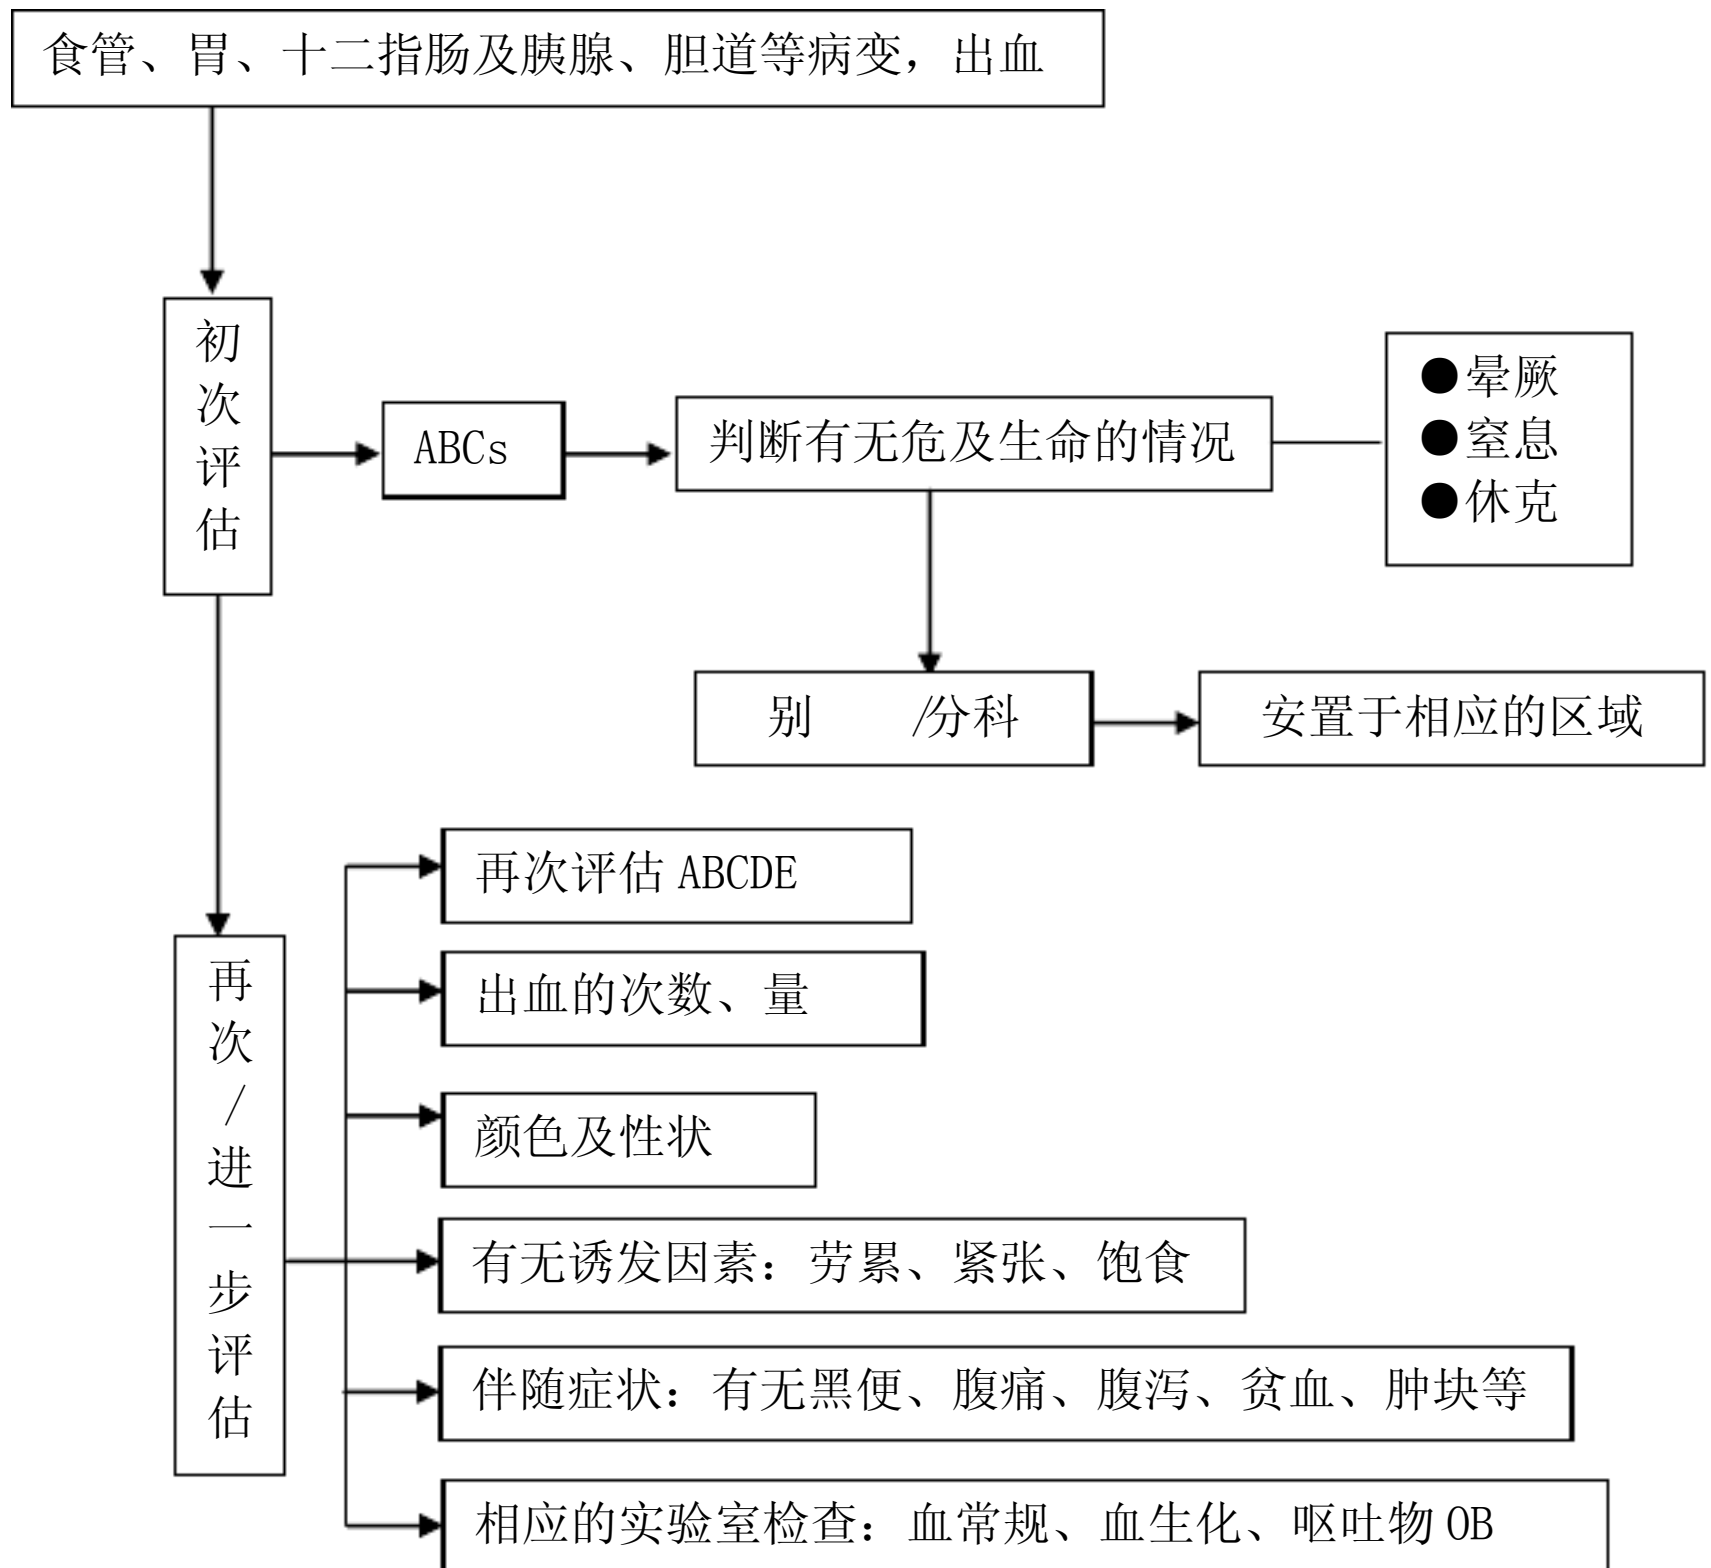 食管、胃、十二指肠及胰腺、胆道等病变，出血
初次评估
ABCs
判断有无危及生命的情况
●晕厥
●窒息
●休克
别 /分科
安置于相应的区域
再次/进一步评估
再次评估 ABCDE
出血的次数、量
颜色及性状
有无诱发因素：劳累、紧张、饱食
伴随症状：有无黑便、腹痛、腹泻、贫血、肿块等
相应的实验室检查：血常规、血生化、呕吐物 OB